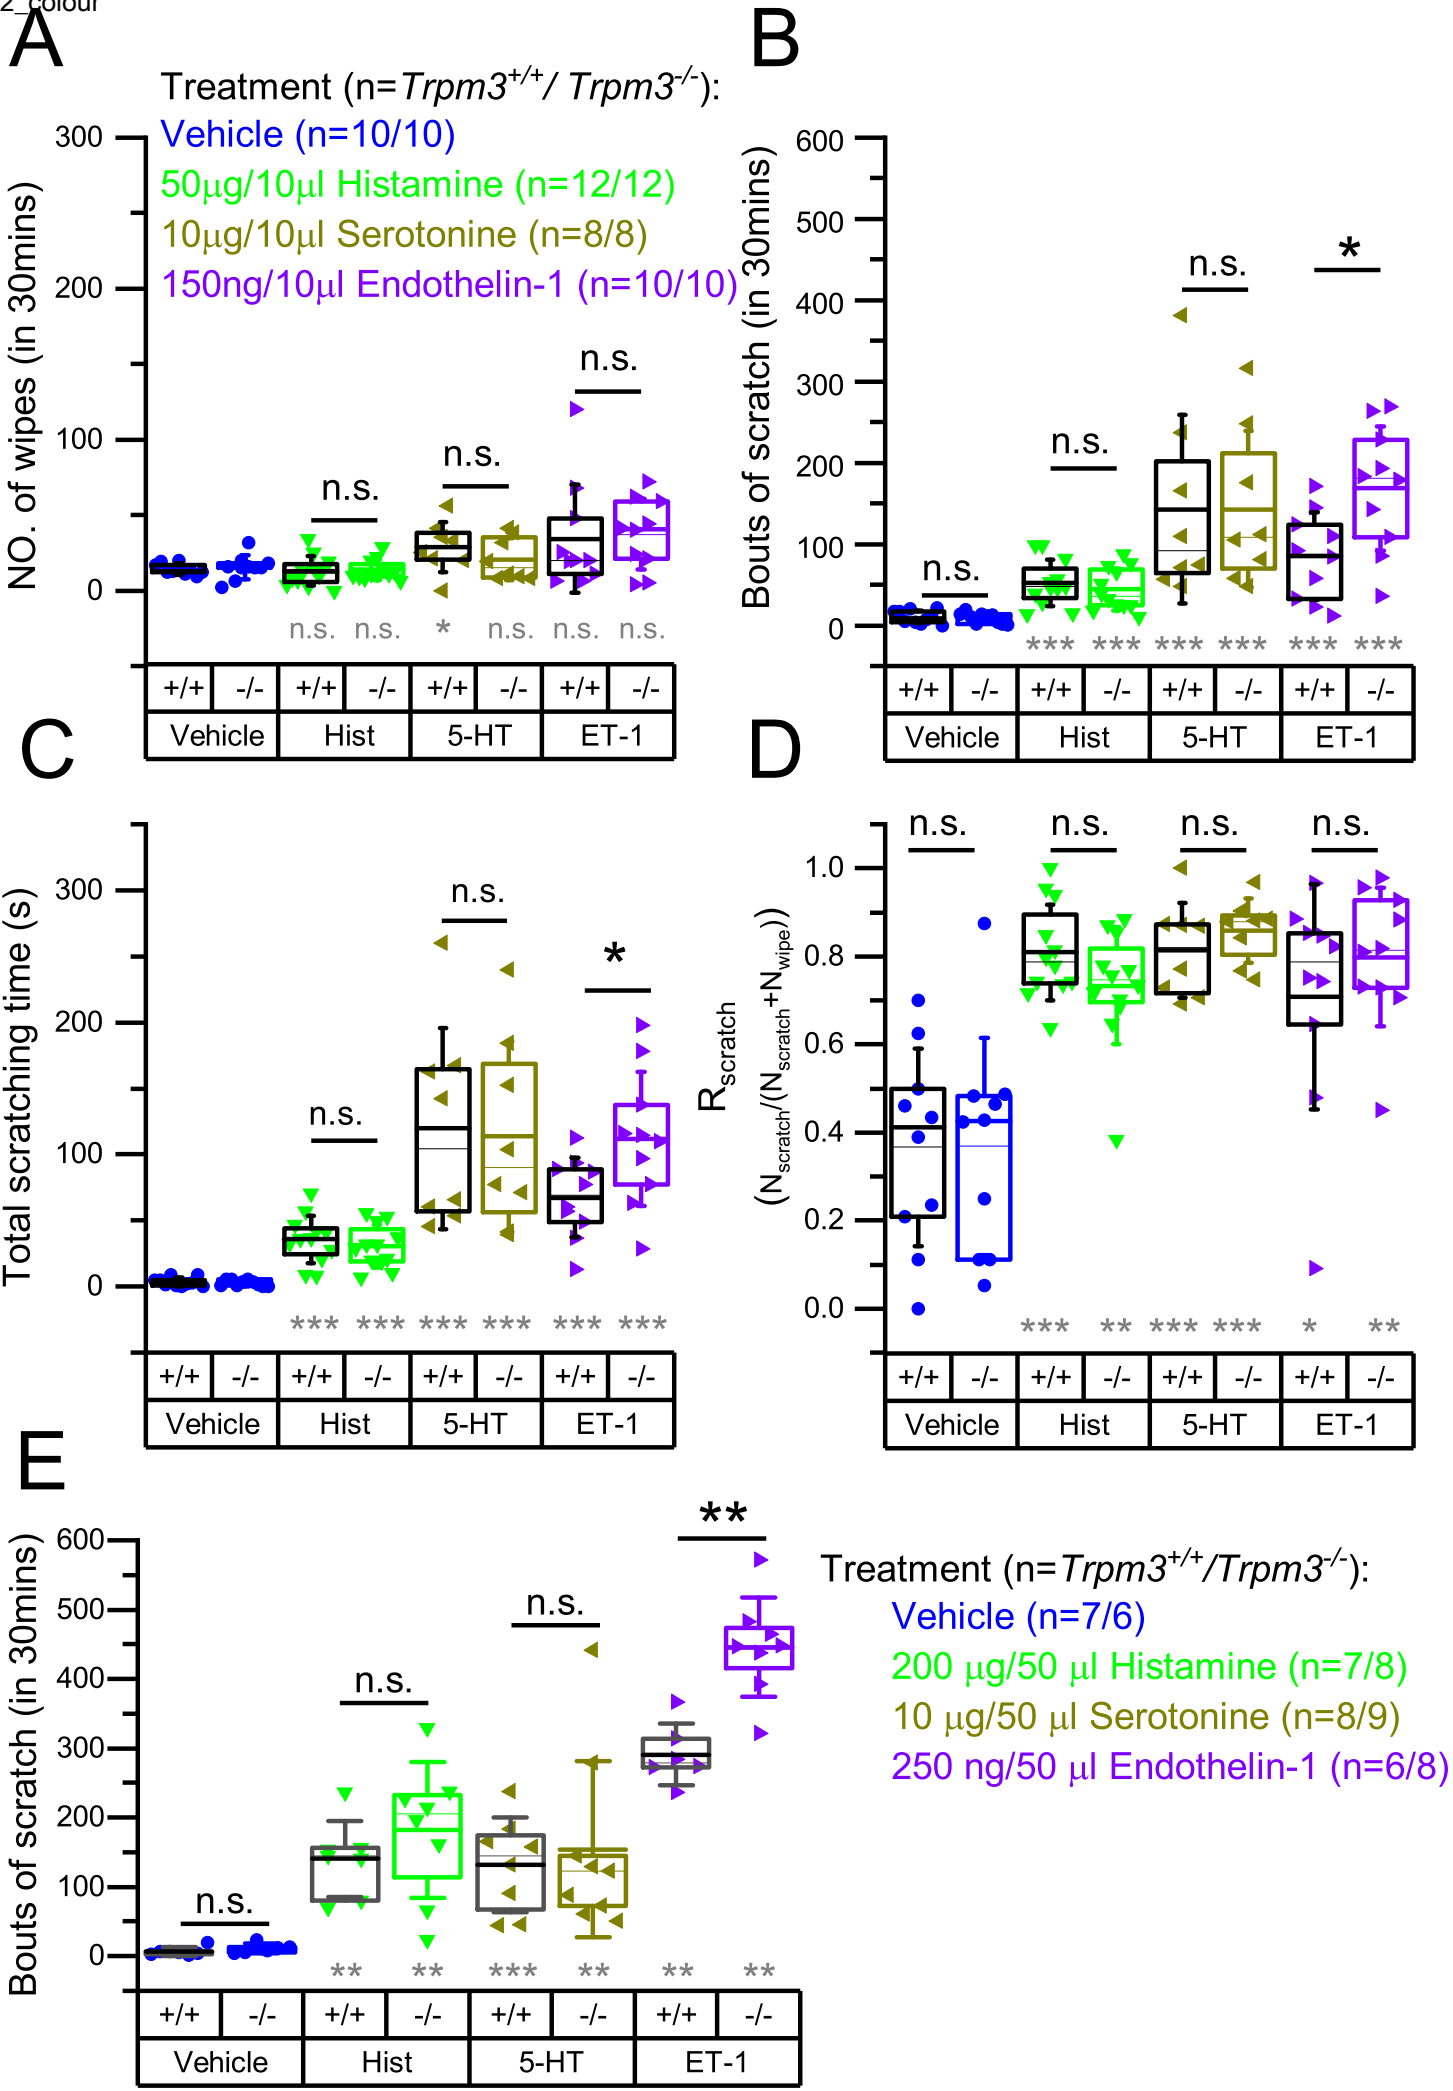 2_colour
A
Treatment (n=Trpm3+/+/ Trpm3-/-):
Vehicle (n=10/10)
50µg/10µl Histamine (n=12/12)
10µg/10µl Serotonine (n=8/8)
150ng/10µl Endothelin-1 (n=10/10)
NO. of wipes (in 30mins)
300
200
100
0
n.s.
n.s.
n.s.
n.s. n.s. * n.s. n.s. n.s.
+/+ -/- +/+ -/- +/+ -/- +/+ -/-
Vehicle Hist 5-HT ET-1
B
Bouts of scratch (in 30mins)
600
500
400
300
200
100
0
n.s.
n.s.
n.s.
*
*** *** *** *** *** ***
+/+ -/- +/+ -/- +/+ -/- +/+ -/-
Vehicle Hist 5-HT ET-1
C
Total scratching time (s)
300
200
100
0
n.s.
n.s.
*
*** *** *** *** *** ***
+/+ -/- +/+ -/- +/+ -/- +/+ -/-
Vehicle Hist 5-HT ET-1
D
Rscratch
(Nscratch/(Nscratch+Nwipe))
1.0
0.8
0.6
0.4
0.2
0.0
n.s. n.s. n.s. n.s.
*** ** *** *** * **
+/+ -/- +/+ -/- +/+ -/- +/+ -/-
Vehicle Hist 5-HT ET-1
E
Bouts of scratch (in 30mins)
600
500
400
300
200
100
0
n.s.
n.s.
n.s.
**
** ** *** ** ** **
+/+ -/- +/+ -/- +/+ -/- +/+ -/-
Vehicle Hist 5-HT ET-1
Treatment (n=Trpm3+/+/Trpm3-/-):
Vehicle (n=7/6)
200 µg/50 µl Histamine (n=7/8)
10 µg/50 µl Serotonine (n=8/9)
250 ng/50 µl Endothelin-1 (n=6/8)